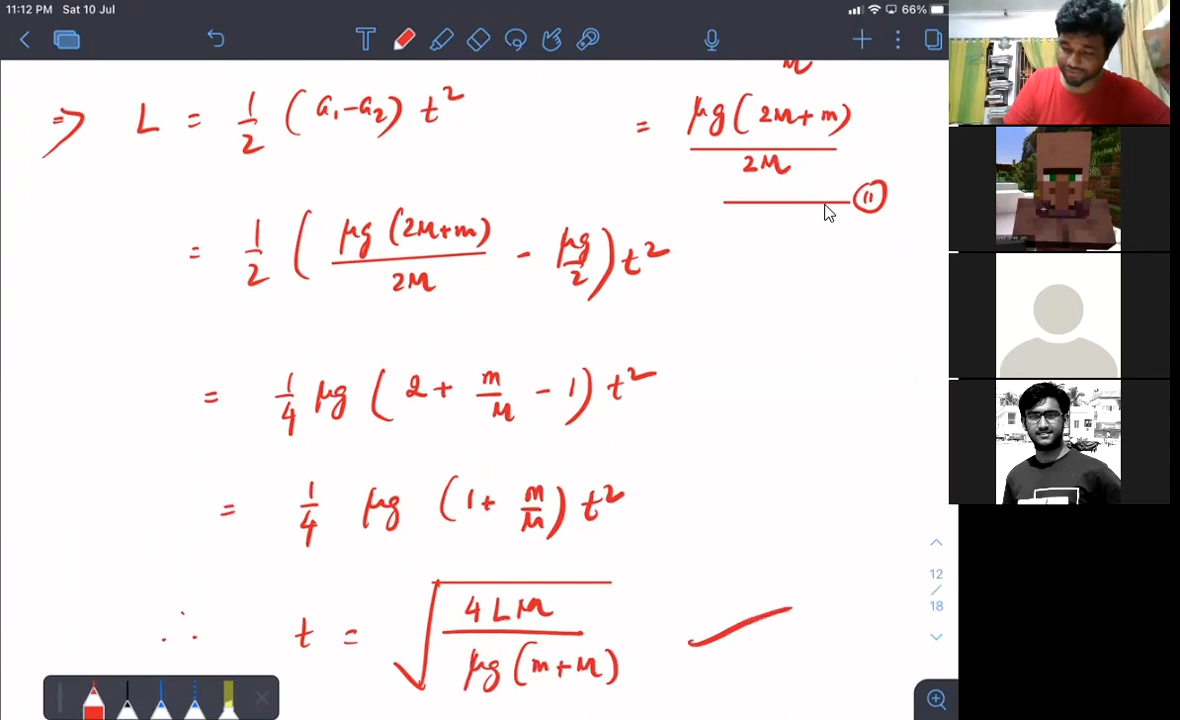 11:12 PM Sat 10 Jul 66%
⇒ L = 1/2 (a₁-a₂) t²
= μg(2M+m)/2M
⑪
= 1/2 ( μg(2M+m)/2M - μg/2 ) t²
= 1/4 μg ( 2 + m/M - 1 ) t²
= 1/4 μg ( 1 + m/M ) t²
∴ t = √(4LM/μg(m+M))
12
/
18